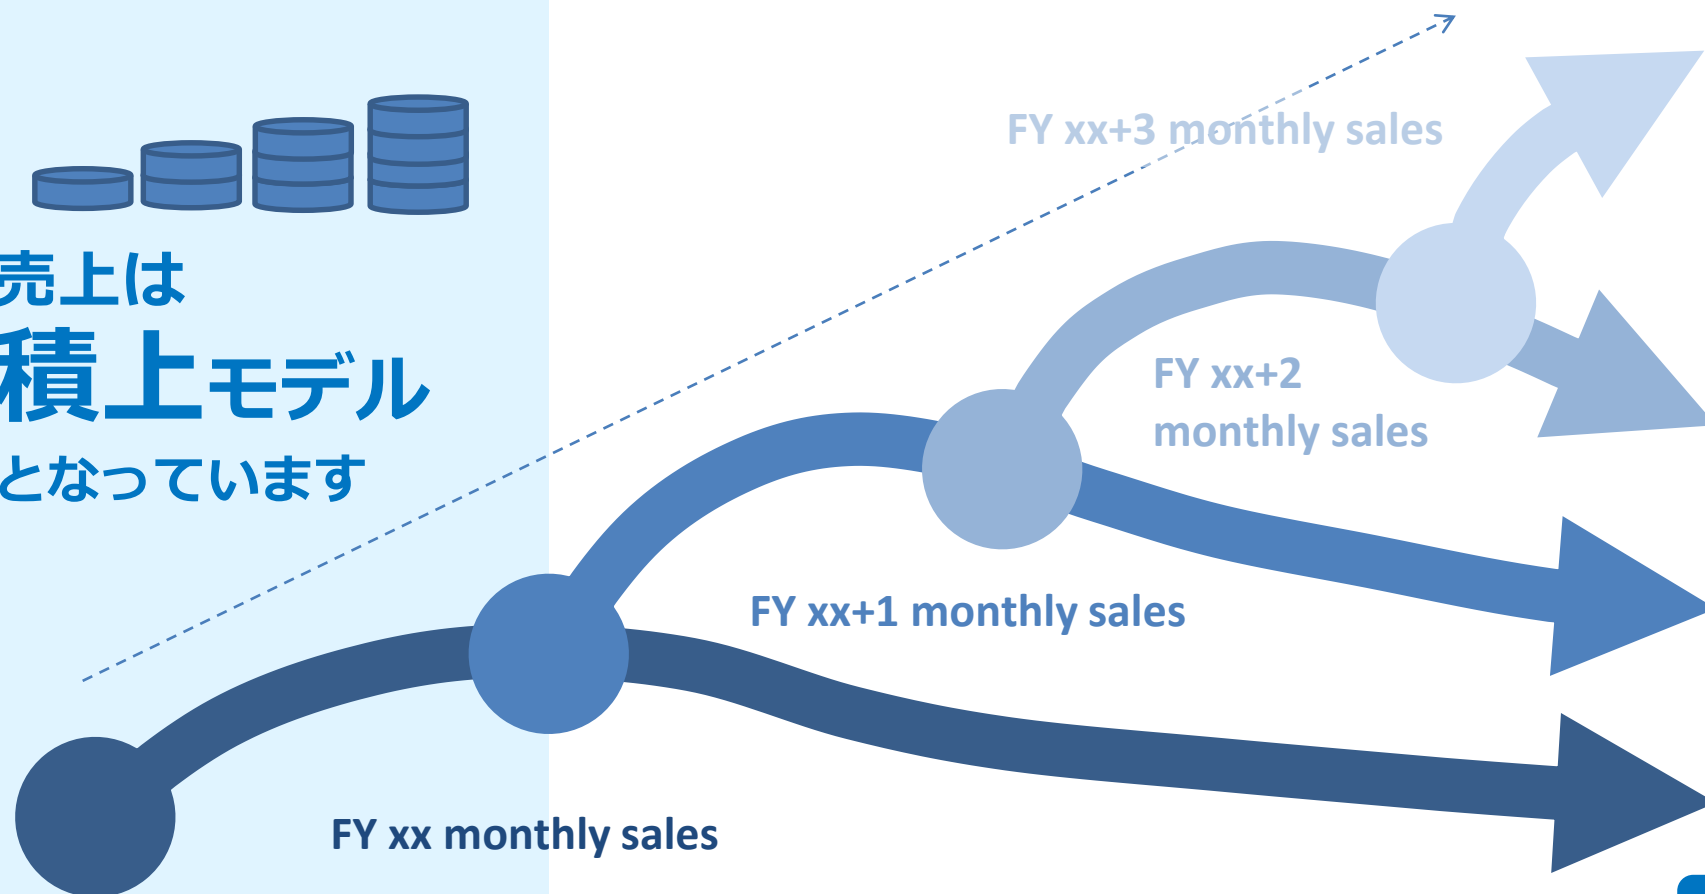 売上は
積上モデル
となっています
FY xx+3 monthly sales
FY xx+2
monthly sales
FY xx+1 monthly sales
FY xx monthly sales